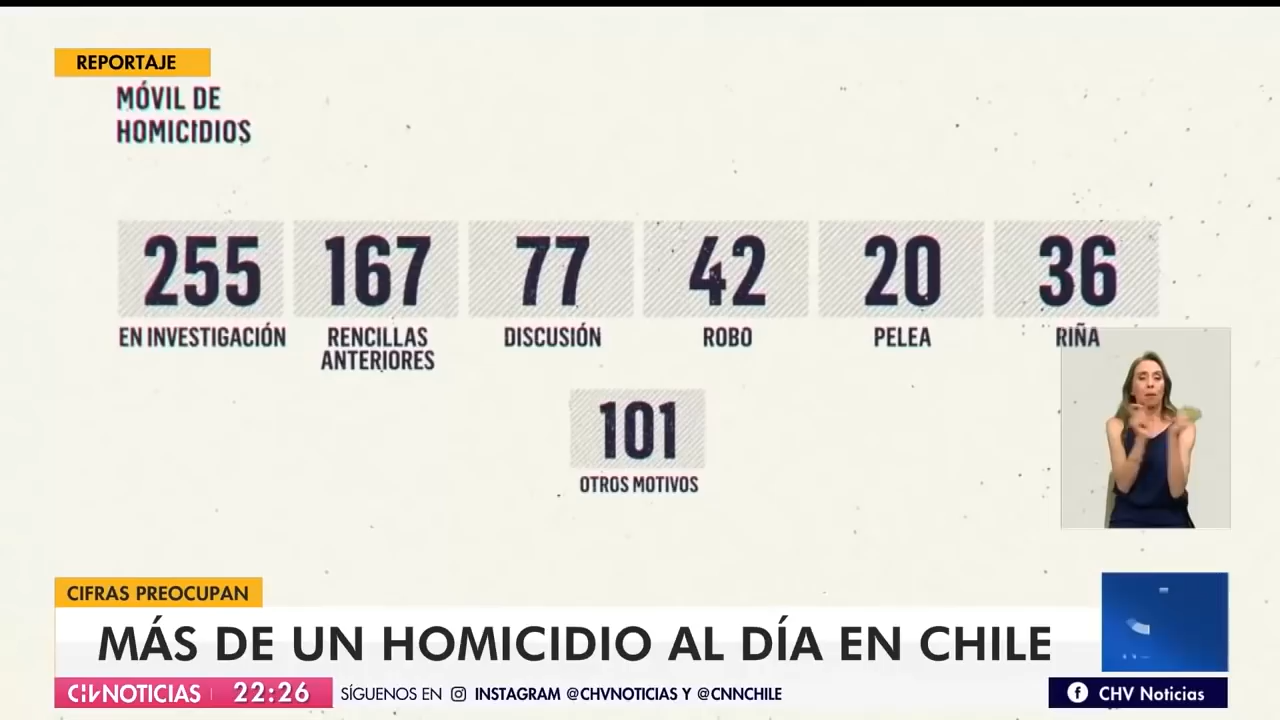 REPORTAJE
MÓVIL DE
HOMICIDIOS
255
EN INVESTIGACIÓN
167
RENCILLAS
ANTERIORES
77
DISCUSIÓN
42
ROBO
20
PELEA
36
RIÑA
101
OTROS MOTIVOS
CIFRAS PREOCUPAN
MÁS DE UN HOMICIDIO AL DÍA EN CHILE
CHV NOTICIAS 22:26 SÍGUENOS EN INSTAGRAM @CHVNOTICIAS Y @CNNCHILE
CHV Noticias